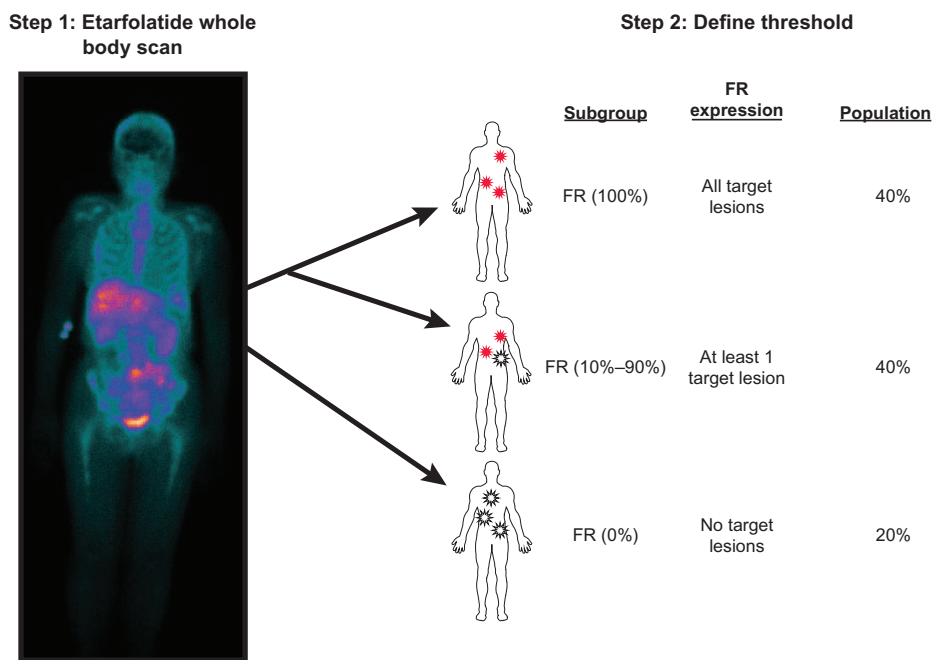 Step 1: Etarfolatide whole
body scan
Step 2: Define threshold
Subgroup
FR
expression
Population
FR (100%)
All target
lesions
40%
FR (10%–90%)
At least 1
target lesion
40%
FR (0%)
No target
lesions
20%